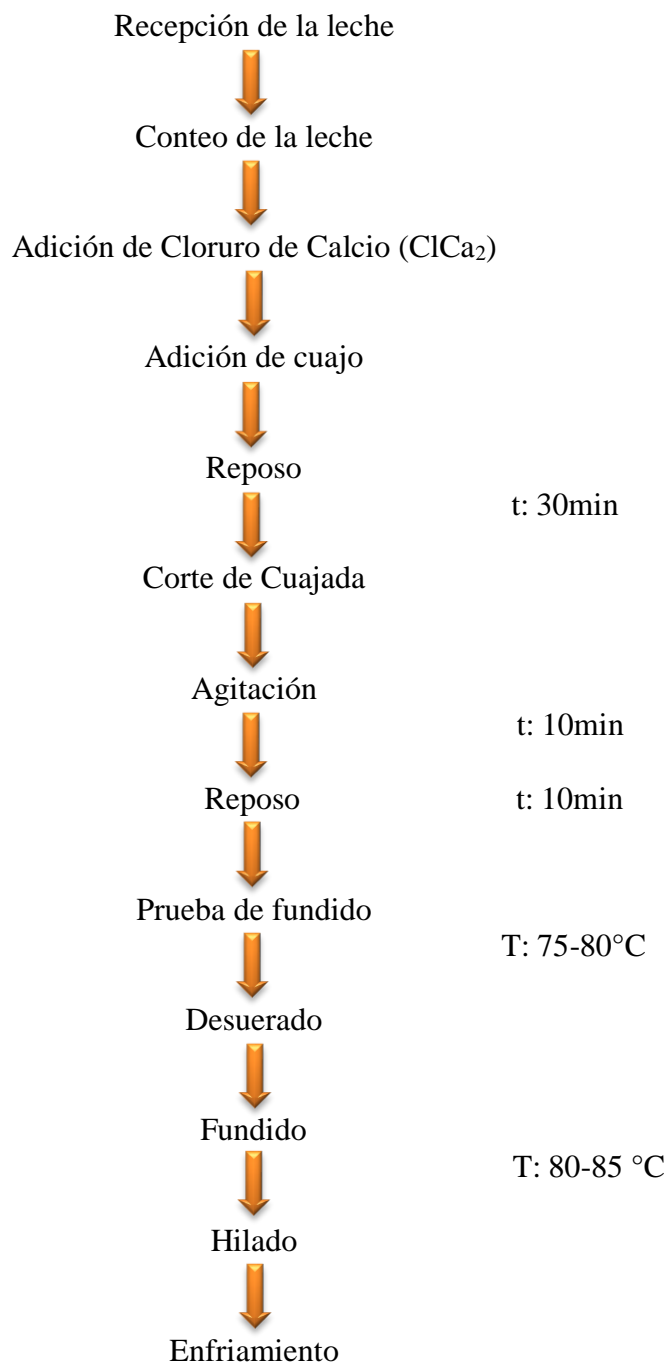 Recepción de la leche
Conteo de la leche
Adición de Cloruro de Calcio (ClCa₂)
Adición de cuajo
Reposo
t: 30min
Corte de Cuajada
Agitación
t: 10min
Reposo t: 10min
Prueba de fundido
T: 75-80°C
Desuerado
Fundido
T: 80-85 °C
Hilado
Enfriamiento